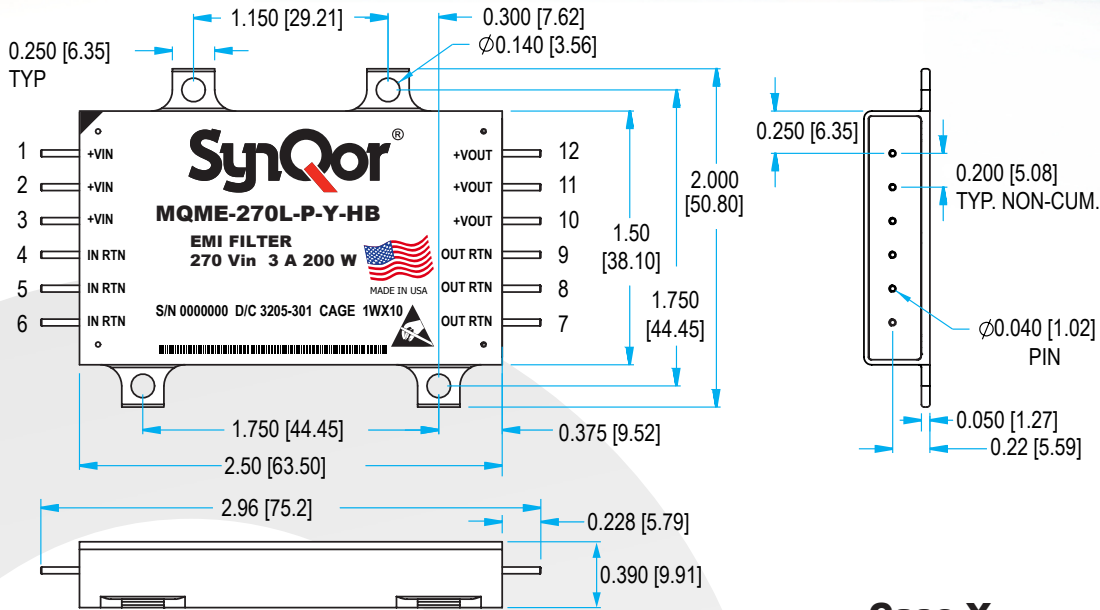 1.150 [29.21]
0.300 [7.62]
0.250 [6.35]
TYP
∅0.140 [3.56]
1 +VIN
2 +VIN
3 +VIN
4 IN RTN
5 IN RTN
6 IN RTN
SynQor®
MQME-270L-P-Y-HB
EMI FILTER
270 Vin 3 A 200 W
MADE IN USA
S/N 0000000 D/C 3205-301 CAGE 1WX10
+VOUT 12
+VOUT 11
+VOUT 10
OUT RTN 9
OUT RTN 8
OUT RTN 7
2.000
[50.80]
1.50
[38.10]
1.750
[44.45]
0.250 [6.35]
0.200 [5.08]
TYP. NON-CUM.
∅0.040 [1.02]
PIN
0.050 [1.27]
0.22 [5.59]
1.750 [44.45]
0.375 [9.52]
2.50 [63.50]
2.96 [75.2]
0.228 [5.79]
0.390 [9.91]